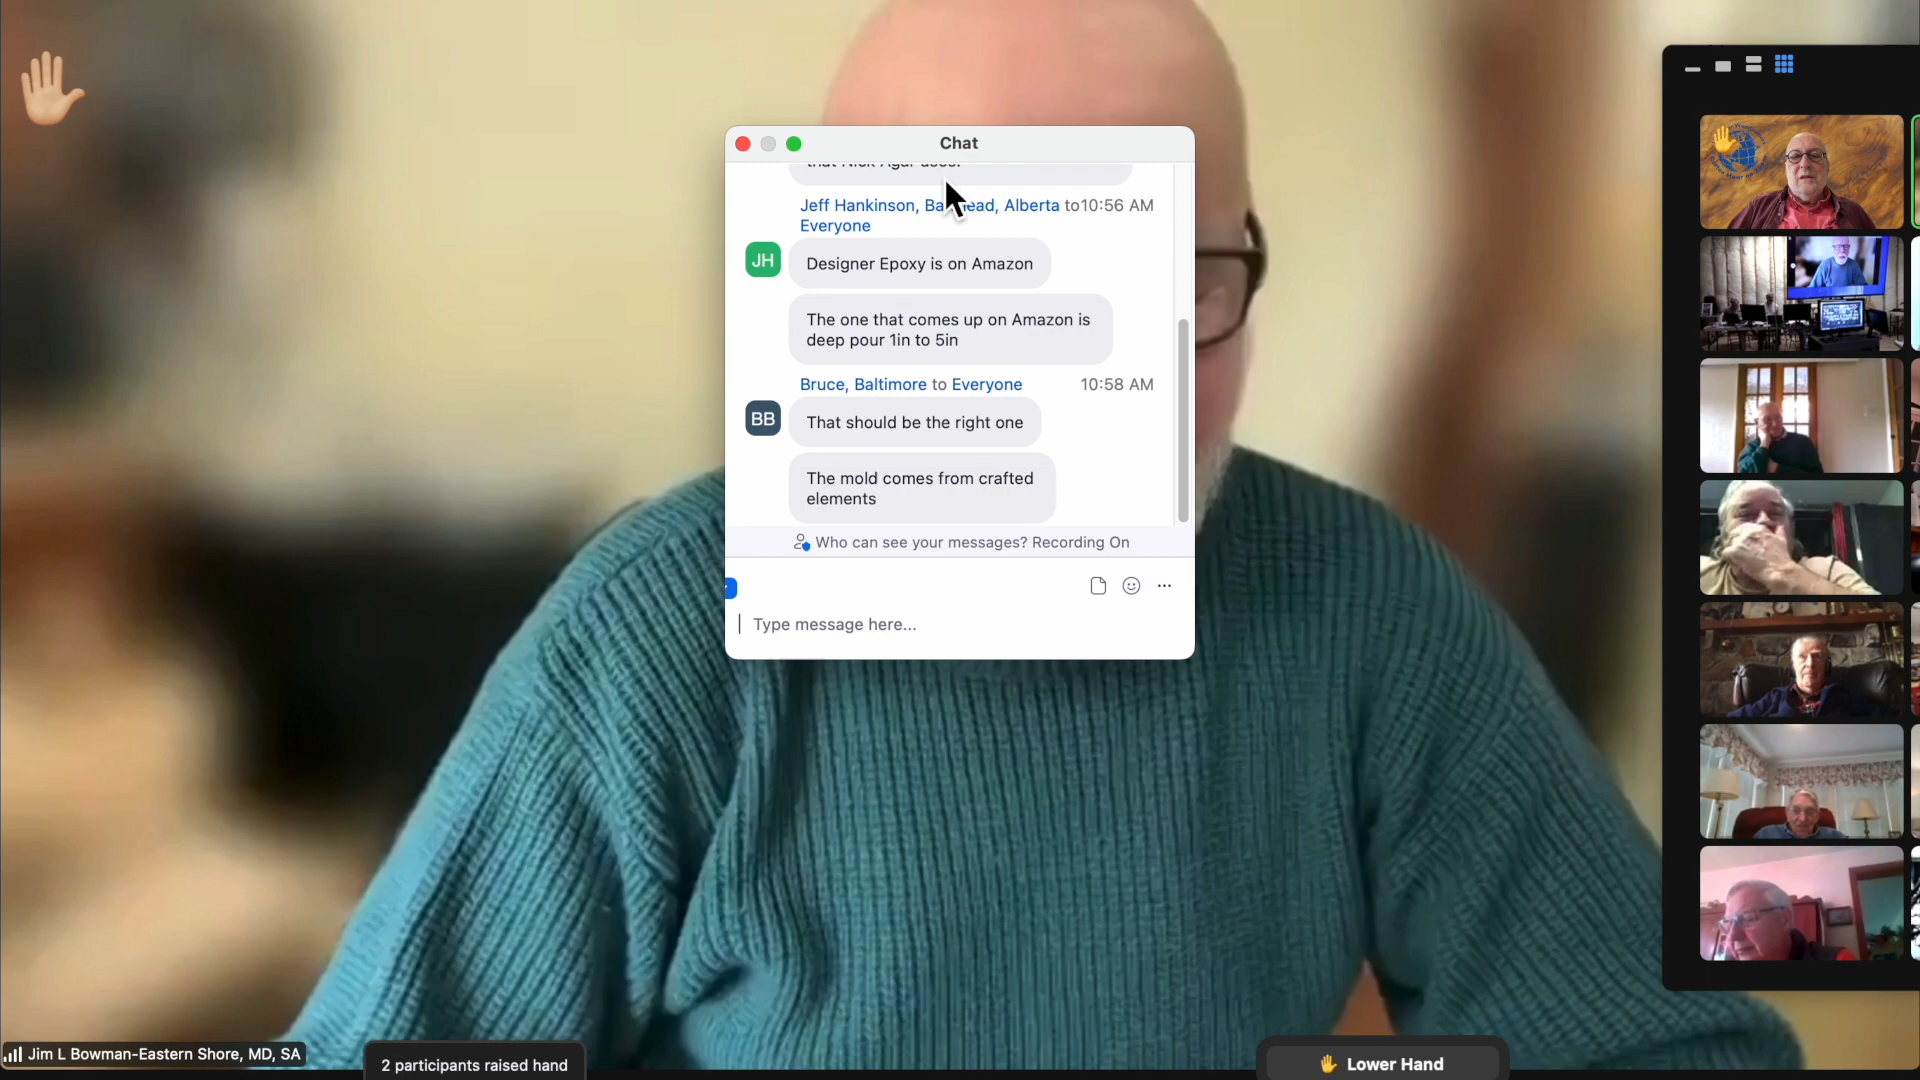 Chat
Jeff Hankinson, Ba ead, Alberta to 10:56 AM
Everyone
JH
Designer Epoxy is on Amazon
The one that comes up on Amazon is
deep pour 1in to 5in
Bruce, Baltimore to Everyone 10:58 AM
BB
That should be the right one
The mold comes from crafted
elements
Who can see your messages? Recording On
Type message here...
Jim L Bowman-Eastern Shore, MD, SA
2 participants raised hand
Lower Hand